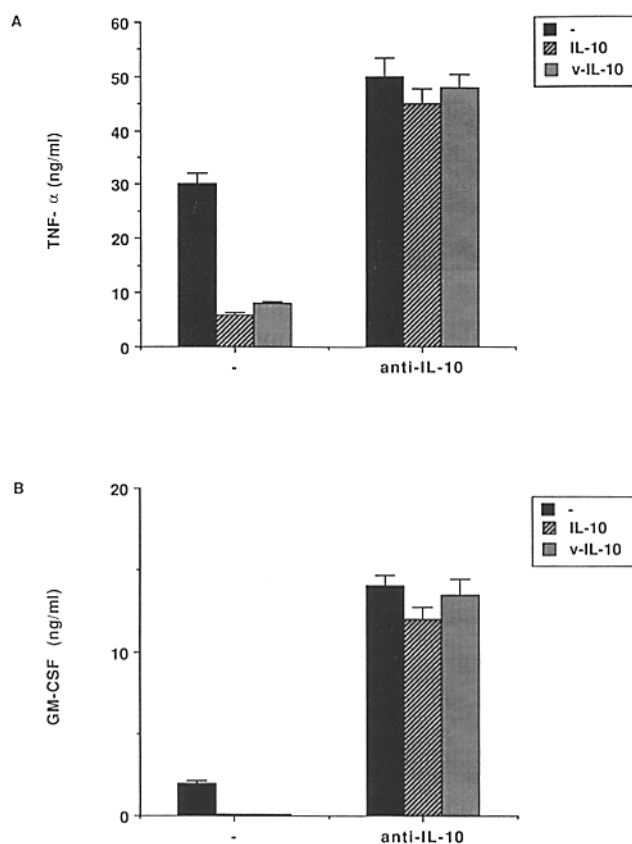 A
60
50
40
30
20
10
0
TNF- α (ng/ml)
-
anti-IL-10
-
IL-10
v-IL-10
B
20
10
0
GM-CSF (ng/ml)
-
anti-IL-10
-
IL-10
v-IL-10